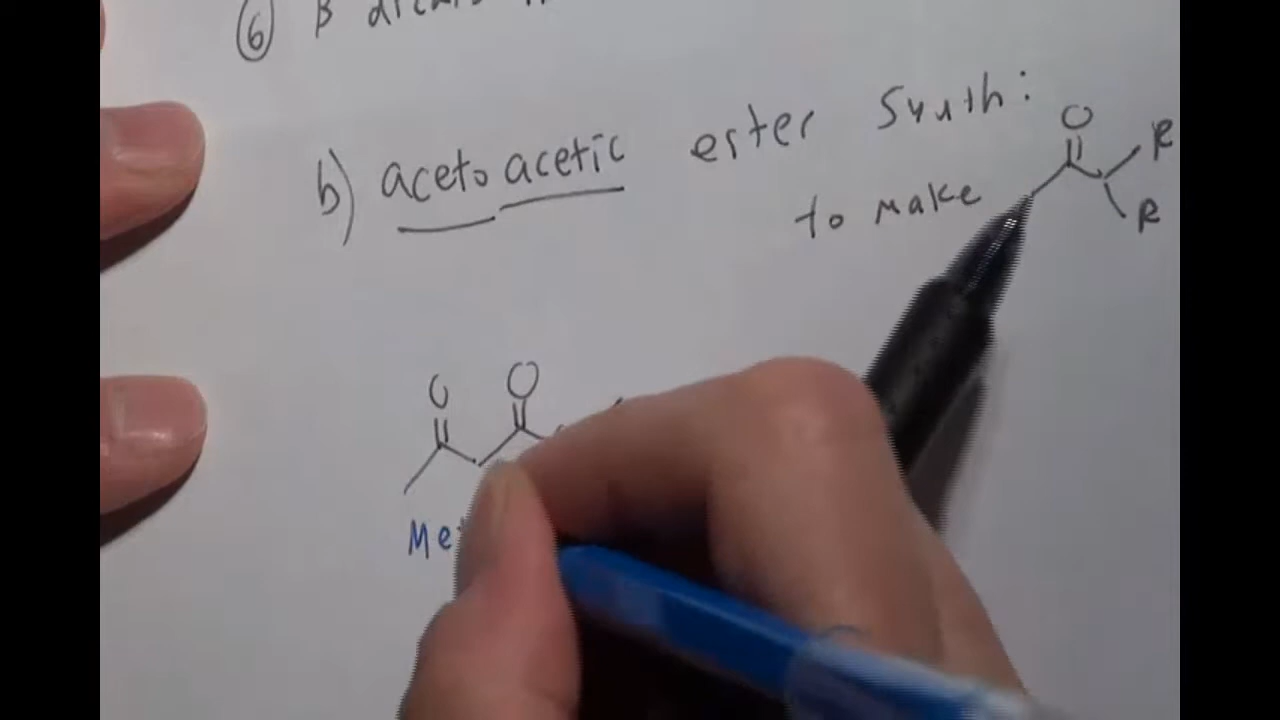 ⑥ β
b) acetoacetic ester synth:
to make
O
R
R
O O
Me